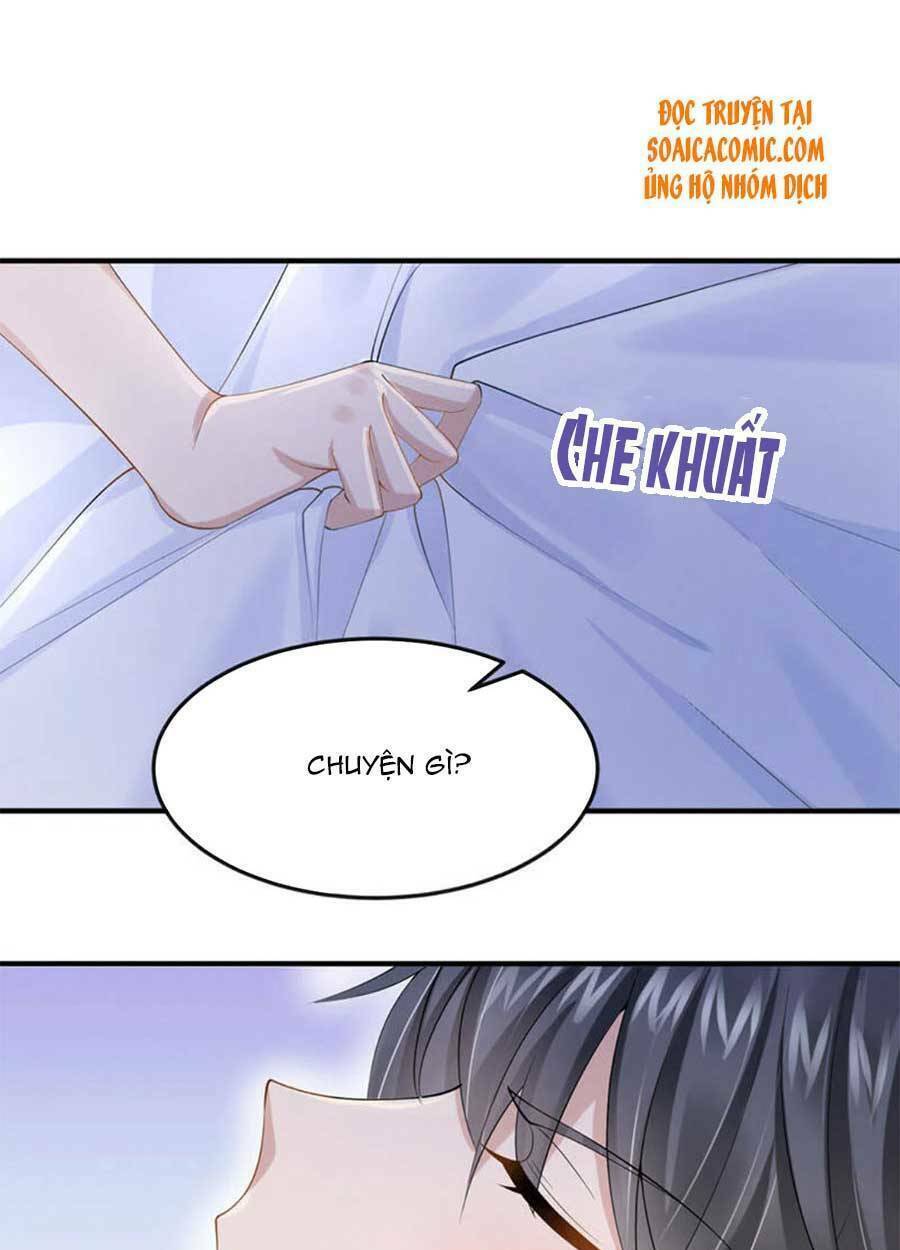 ĐỌC TRUYỆN TẠI
SOAICACOMIC.COM
ỦNG HỘ NHÓM DỊCH
CHE KHUẤT
CHUYỆN GÌ?